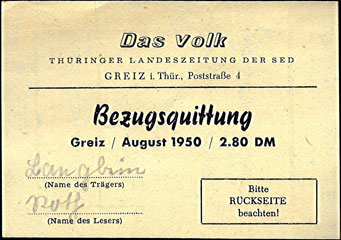 Das Volk
THÜRINGER LANDESZEITUNG DER SED
GREIZ i. Thür., Poststraße 4
Bezugsquittung
Greiz / August 1950 / 2.80 DM
(Name des Trägers)
Roth
(Name des Lesers)
Bitte
RÜCKSEITE
beachten!